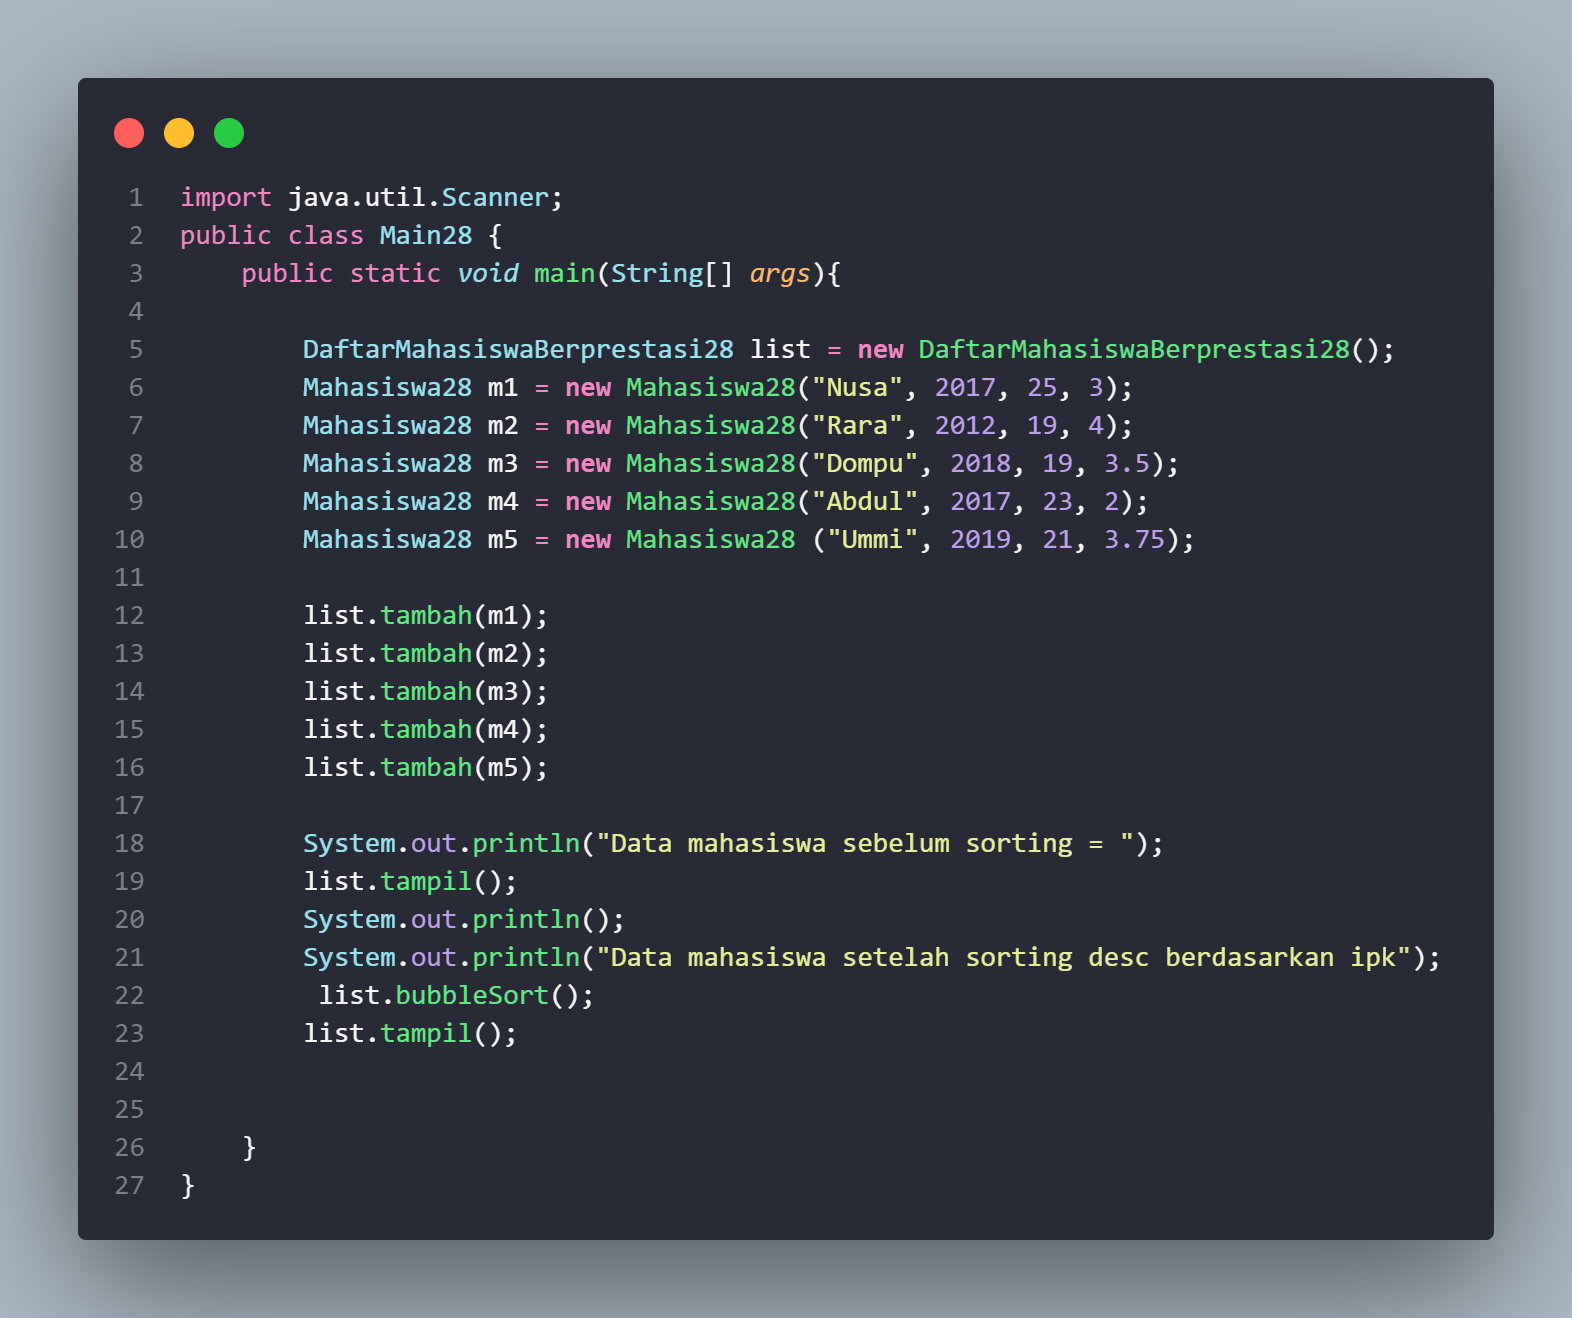 1 import java.util.Scanner;
2 public class Main28 {
3     public static void main(String[] args){
4
5         DaftarMahasiswaBerprestasi28 list = new DaftarMahasiswaBerprestasi28();
6         Mahasiswa28 m1 = new Mahasiswa28("Nusa", 2017, 25, 3);
7         Mahasiswa28 m2 = new Mahasiswa28("Rara", 2012, 19, 4);
8         Mahasiswa28 m3 = new Mahasiswa28("Dompu", 2018, 19, 3.5);
9         Mahasiswa28 m4 = new Mahasiswa28("Abdul", 2017, 23, 2);
10         Mahasiswa28 m5 = new Mahasiswa28 ("Ummi", 2019, 21, 3.75);
11
12         list.tambah(m1);
13         list.tambah(m2);
14         list.tambah(m3);
15         list.tambah(m4);
16         list.tambah(m5);
17
18         System.out.println("Data mahasiswa sebelum sorting = ");
19         list.tampil();
20         System.out.println();
21         System.out.println("Data mahasiswa setelah sorting desc berdasarkan ipk");
22          list.bubbleSort();
23         list.tampil();
24
25
26     }
27 }